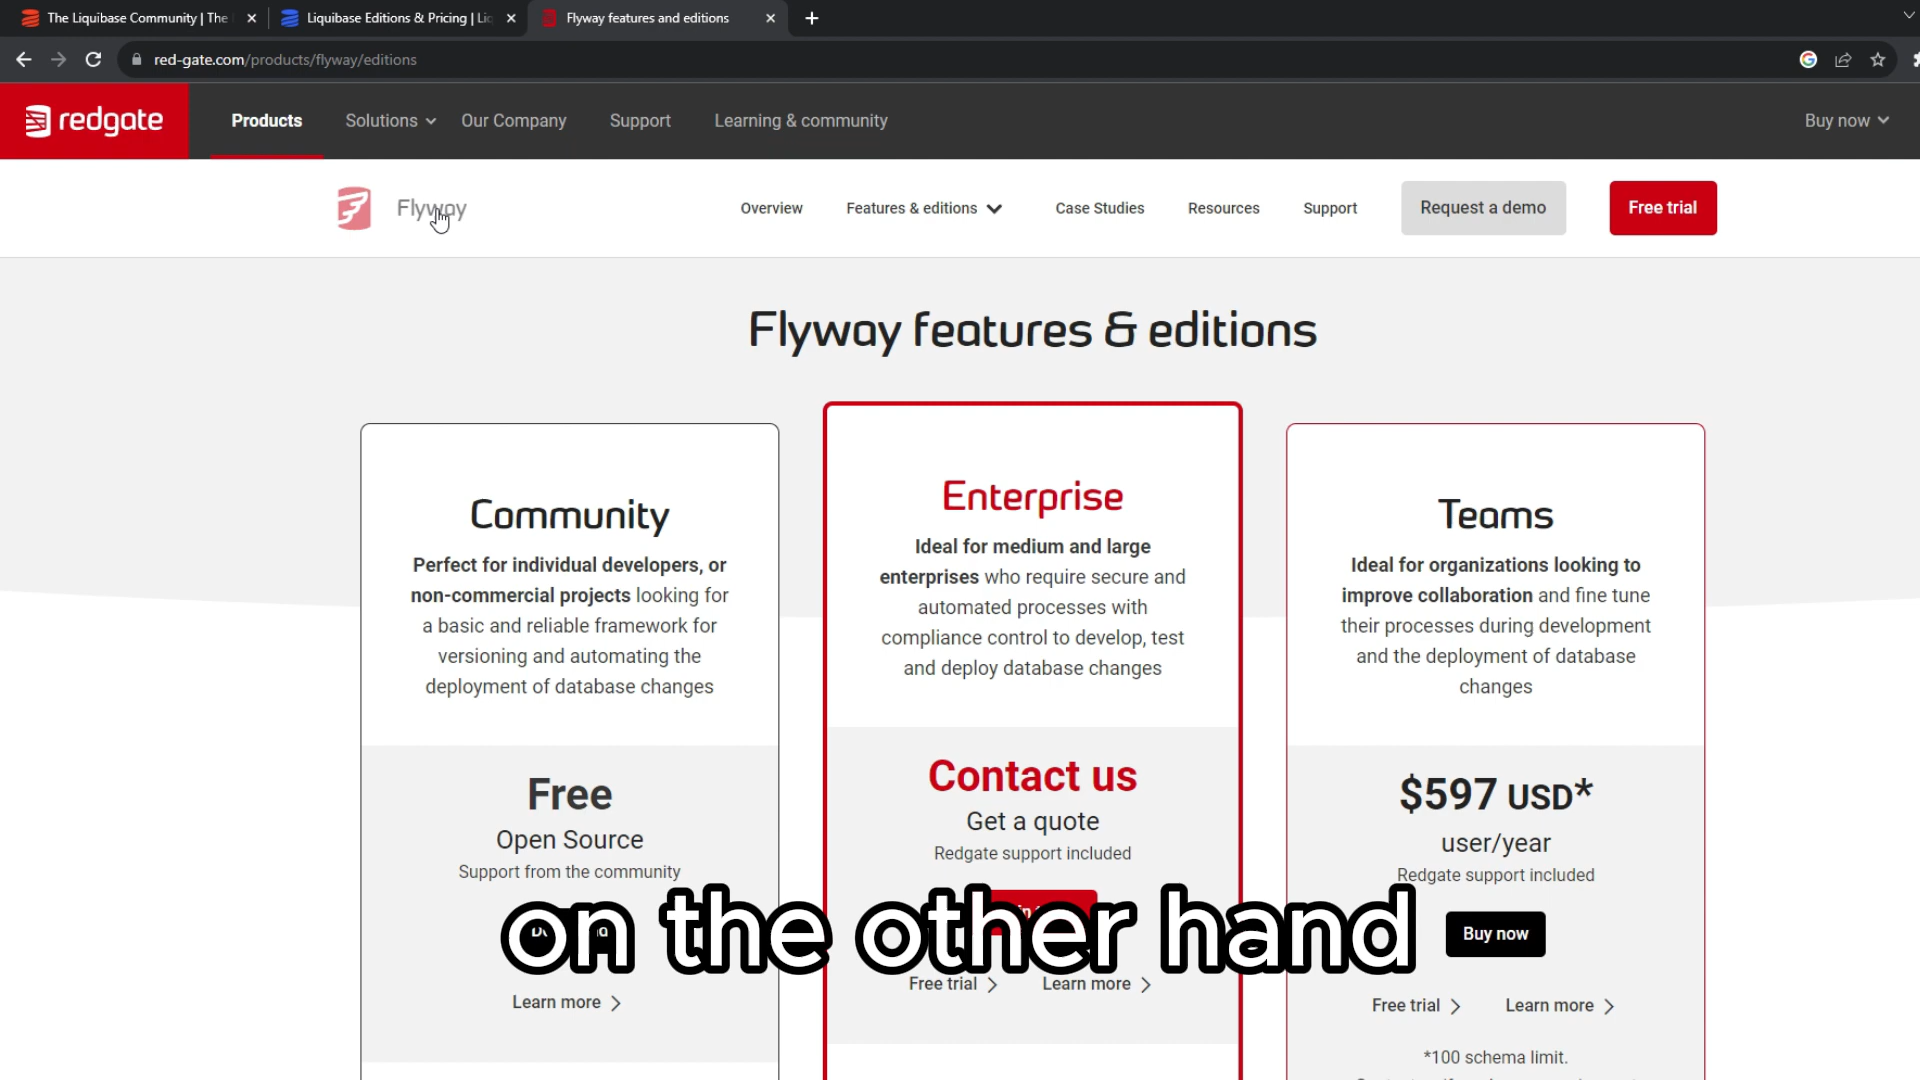 The Liquibase Community | The
Liquibase Editions & Pricing | Liq
Flyway features and editions
red-gate.com/products/flyway/editions
redgate
Products
Solutions
Our Company
Support
Learning & community
Buy now
Flyway
Overview
Features & editions
Case Studies
Resources
Support
Request a demo
Free trial
Flyway features & editions
Community
Perfect for individual developers, or
non-commercial projects looking for
a basic and reliable framework for
versioning and automating the
deployment of database changes
Free
Open Source
Support from the community
Learn more
Enterprise
Ideal for medium and large
enterprises who require secure and
automated processes with
compliance control to develop, test
and deploy database changes
Contact us
Get a quote
Redgate support included
Free trial
Learn more
Teams
Ideal for organizations looking to
improve collaboration and fine tune
their processes during development
and the deployment of database
changes
$597 USD*
user/year
Redgate support included
Buy now
Free trial
Learn more
*100 schema limit.
on the other hand